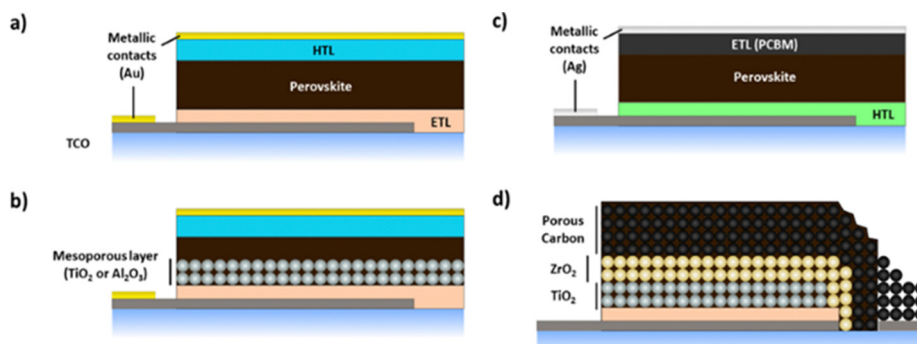 a)
Metallic
contacts
(Au)
HTL
Perovskite
ETL
TCO
b)
Mesoporous layer
(TiO₂ or Al₂O₃)
c)
Metallic
contacts
(Ag)
ETL (PCBM)
Perovskite
HTL
d)
Porous
Carbon
ZrO₂
TiO₂